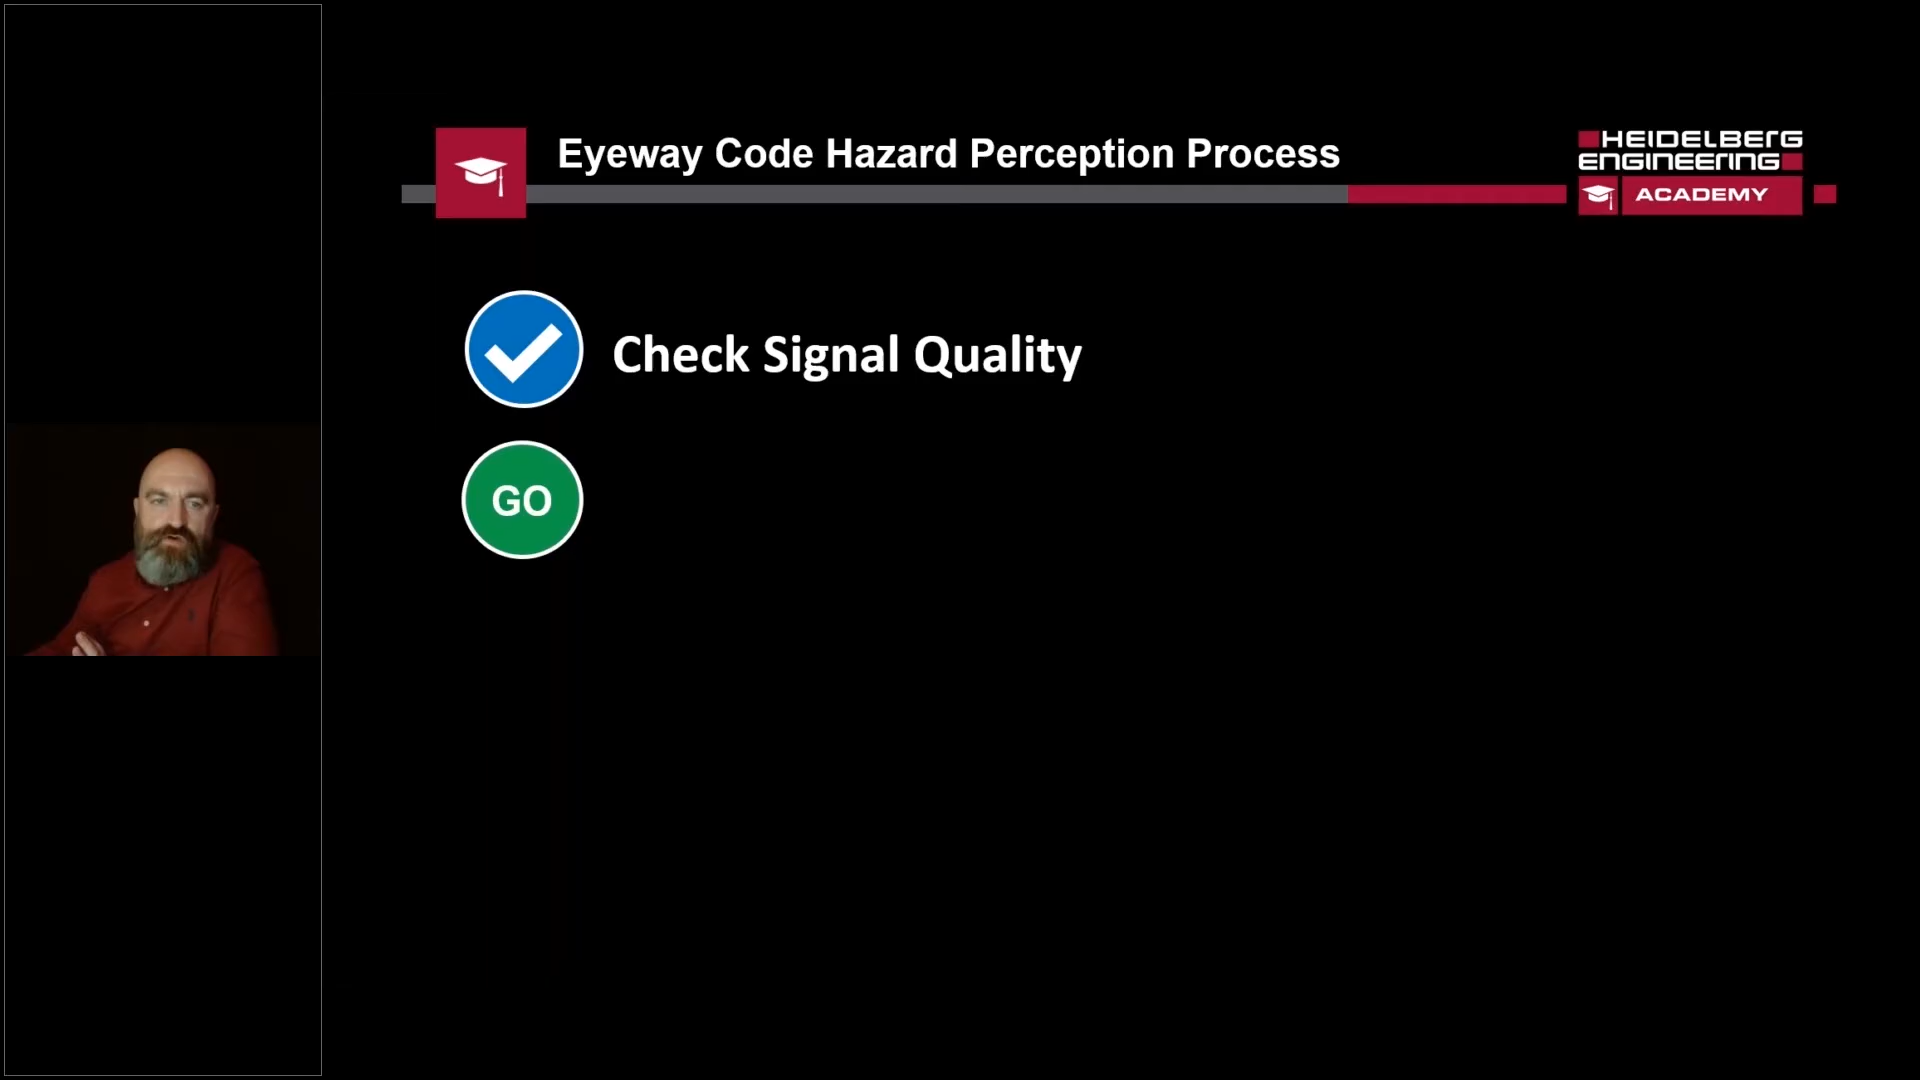 Eyeway Code Hazard Perception Process
HEIDELBERG
ENGINEERING
ACADEMY
Check Signal Quality
GO